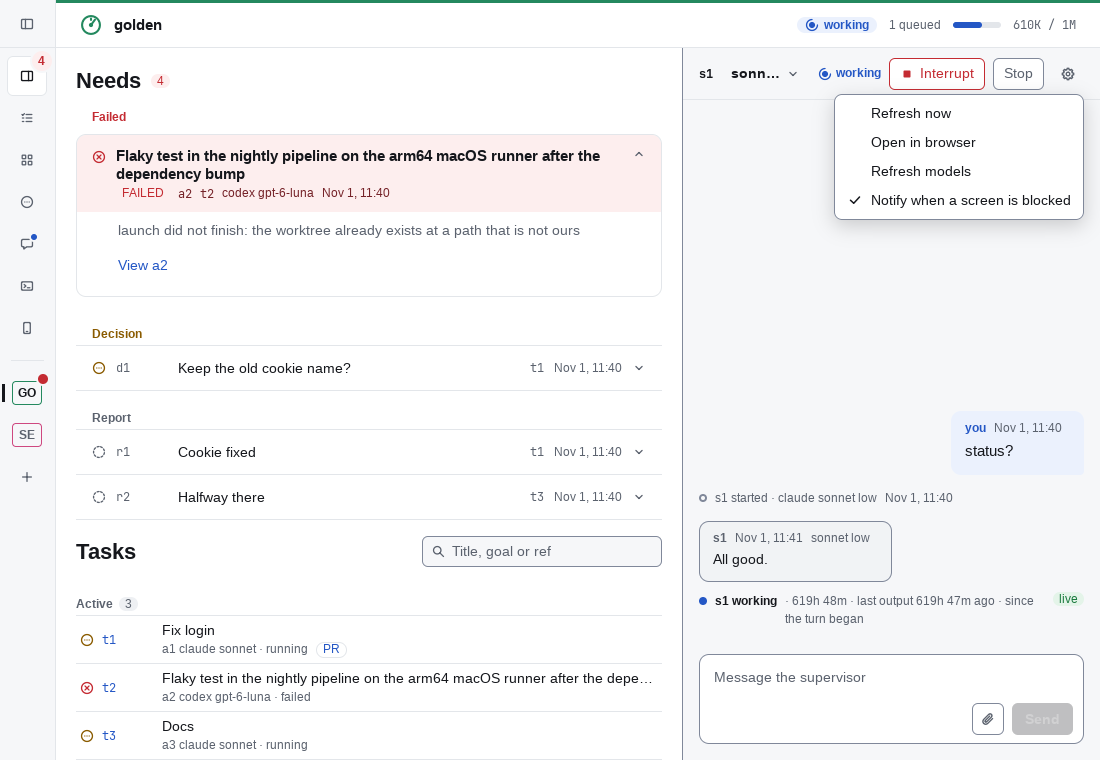 golden
working
1 queued
610K / 1M
4
Needs 4
Failed
Flaky test in the nightly pipeline on the arm64 macOS runner after the
dependency bump
FAILED a2 t2 codex gpt-6-luna Nov 1, 11:40
launch did not finish: the worktree already exists at a path that is not ours
View a2
Decision
d1 Keep the old cookie name? t1 Nov 1, 11:40
Report
r1 Cookie fixed t1 Nov 1, 11:40
r2 Halfway there t3 Nov 1, 11:40
GO
SE
Tasks
Title, goal or ref
Active 3
t1 Fix login
a1 claude sonnet · running PR
t2 Flaky test in the nightly pipeline on the arm64 macOS runner after the depe…
a2 codex gpt-6-luna · failed
t3 Docs
a3 claude sonnet · running
s1 sonn… working Interrupt Stop
Refresh now
Open in browser
Refresh models
Notify when a screen is blocked
you Nov 1, 11:40
status?
s1 started · claude sonnet low Nov 1, 11:40
s1 Nov 1, 11:41 sonnet low
All good.
s1 working · 619h 48m · last output 619h 47m ago · since
the turn began
live
Message the supervisor
Send